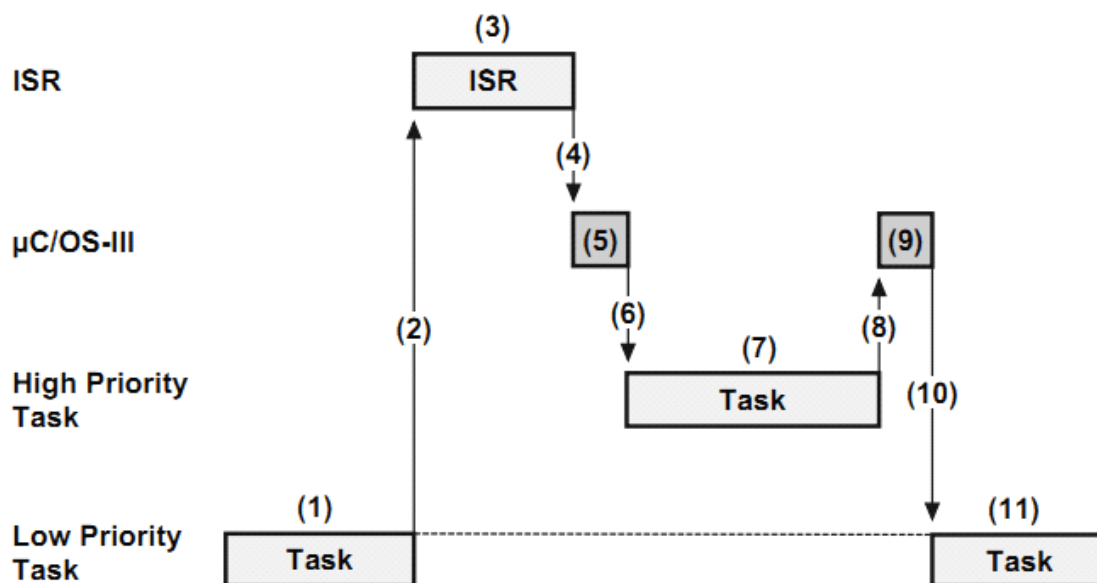 (3)
ISR
ISR
(4)
µC/OS-III
(5)
(9)
(2)
(6)
(8)
(7)
High Priority
Task
Task
(10)
(1)
(11)
Low Priority
Task
Task
Task